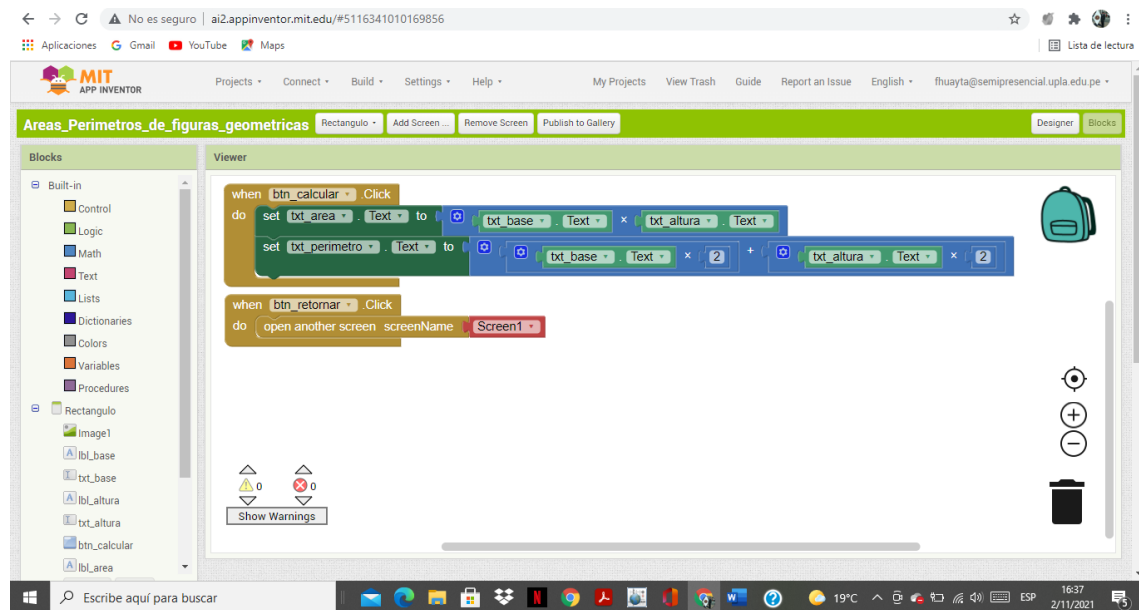 No es seguro ai2.appinventor.mit.edu/#5116341010169856
Aplicaciones Gmail YouTube Maps Lista de lectura
MIT APP INVENTOR Projects Connect Build Settings Help My Projects View Trash Guide Report an Issue English fhuayta@semipresencial.upla.edu.pe
Areas_Perimetros_de_figuras_geometricas Rectangulo Add Screen ... Remove Screen Publish to Gallery Designer Blocks
Blocks Viewer
Built-in
Control
Logic
Math
Text
Lists
Dictionaries
Colors
Variables
Procedures
Rectangulo
Image1
lbl_base
txt_base
lbl_altura
txt_altura
btn_calcular
lbl_area
when btn_calcular .Click
do set txt_area . Text to txt_base . Text × txt_altura . Text
set txt_perimetro . Text to txt_base . Text × 2 + txt_altura . Text × 2
when btn_retornar .Click
do open another screen screenName Screen1
0 0
Show Warnings
Escribe aquí para buscar 19°C ESP 16:37
2/11/2021 5